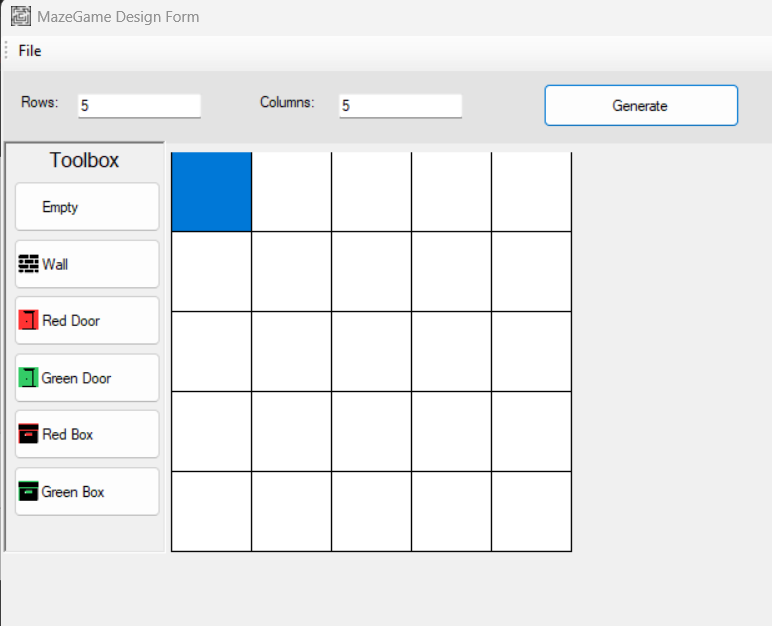 MazeGame Design Form
File
Rows: 5 Columns: 5 Generate
Toolbox
Empty
Wall
Red Door
Green Door
Red Box
Green Box